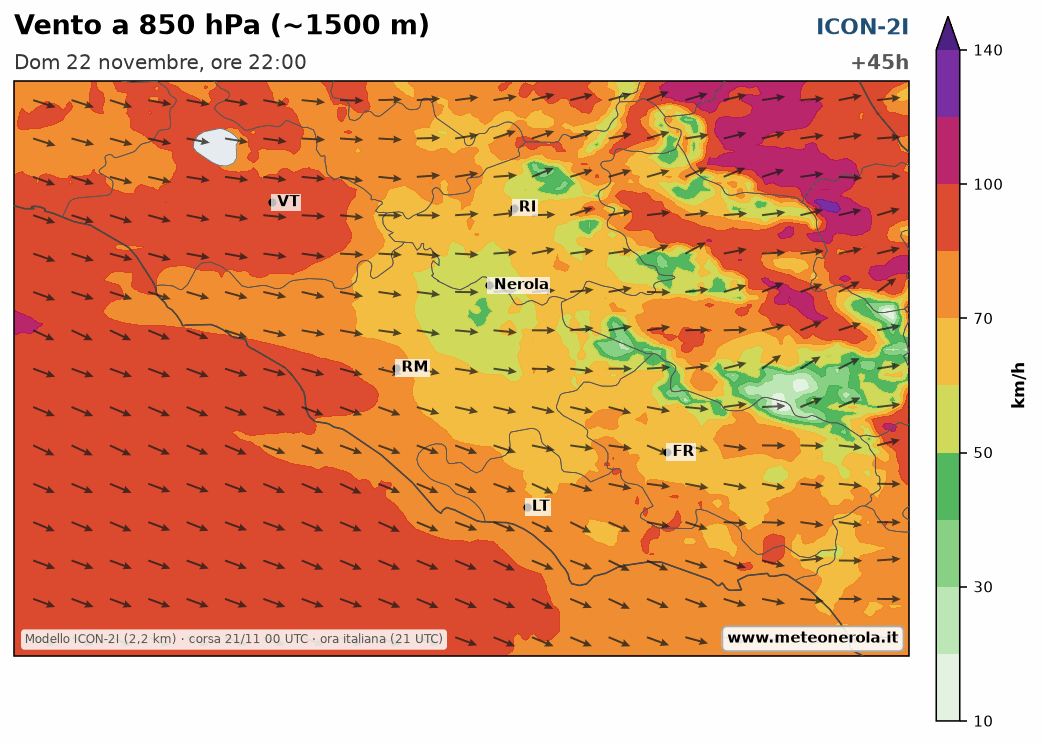 Vento a 850 hPa (~1500 m)
ICON-2I
Dom 22 novembre, ore 22:00
+45h
VT
RI
Nerola
RM
FR
LT
Modello ICON-2I (2,2 km) · corsa 21/11 00 UTC · ora italiana (21 UTC)
www.meteonerola.it
140
100
70
50
30
10
km/h